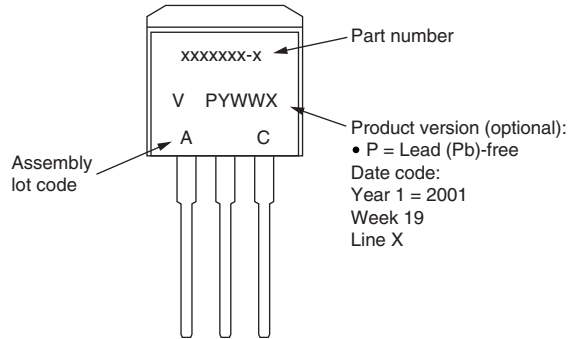 Part number
xxxxxxx-x
V PYWWX
A C
Assembly
lot code
Product version (optional):
• P = Lead (Pb)-free
Date code:
Year 1 = 2001
Week 19
Line X